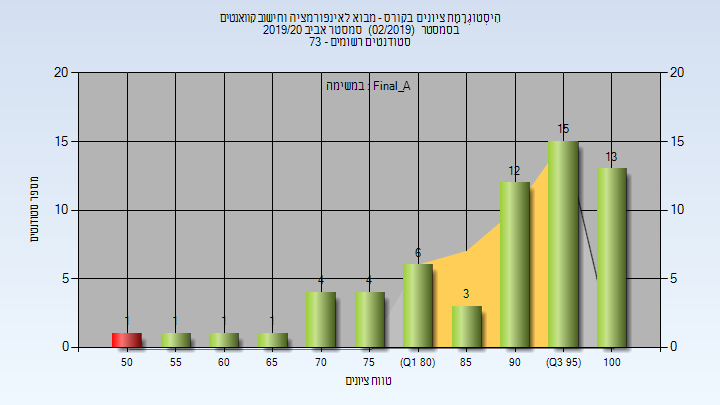 הִיסְטוֹגְרָמַת ציונים בקורס - מבוא לאינפורמציה וחישוב קוואנטים
בסמסטר (02/2019) סמסטר אביב 2019/20
סטודנטים רשומים - 73
במשימה : Final_A
20 20
15 15
10 10
5 5
0 0
מספר סטודנטים
1 1 1 1 4 4 6 3 12 15 13
50 55 60 65 70 75 (Q1 80) 85 90 (Q3 95) 100
טווח ציונים